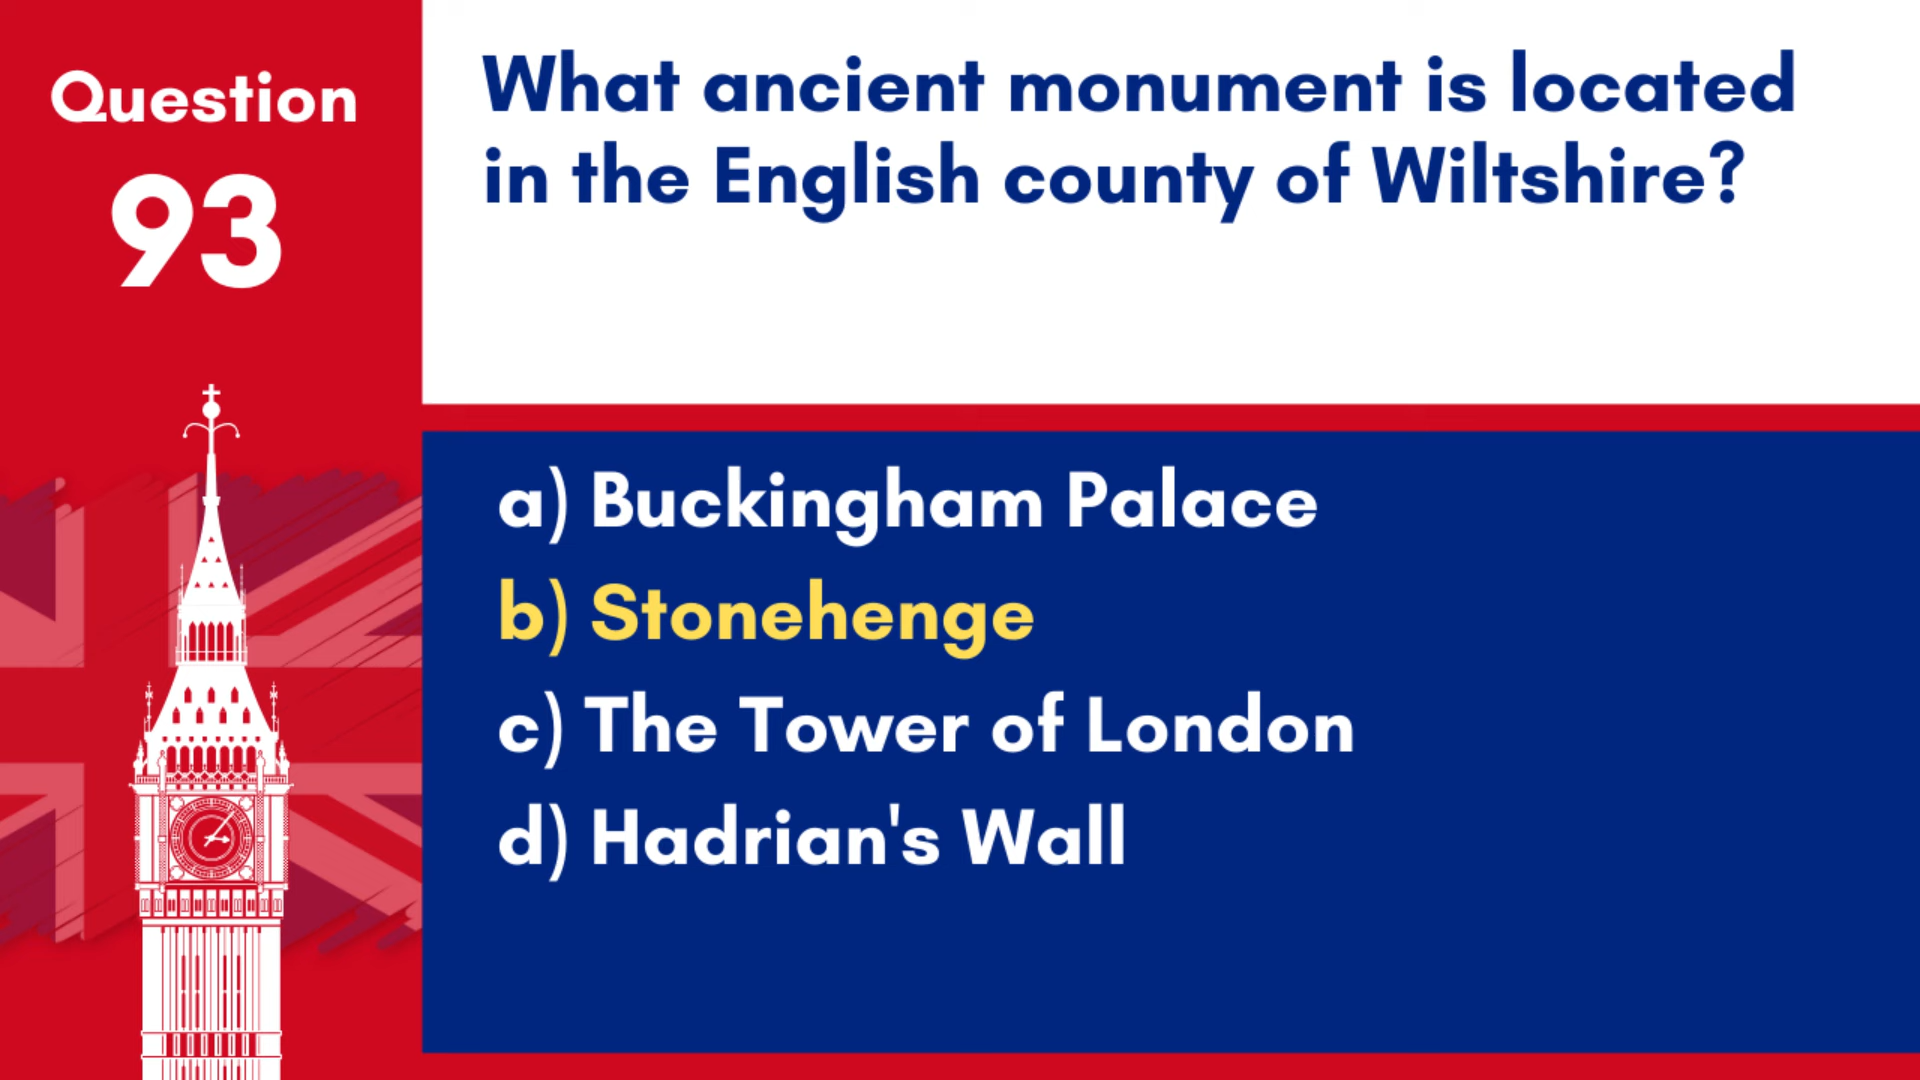 Question
93
What ancient monument is located
in the English county of Wiltshire?
a) Buckingham Palace
b) Stonehenge
c) The Tower of London
d) Hadrian's Wall